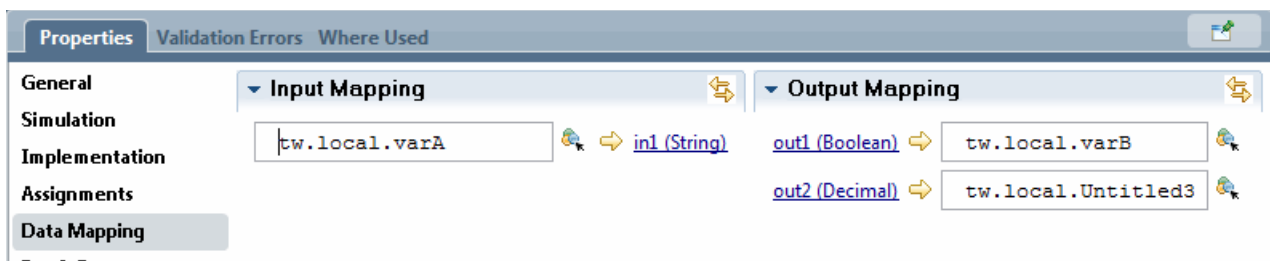 Properties Validation Errors Where Used
General
Simulation
Implementation
Assignments
Data Mapping
Input Mapping
tw.local.varA in1 (String)
Output Mapping
out1 (Boolean) tw.local.varB
out2 (Decimal) tw.local.Untitled3